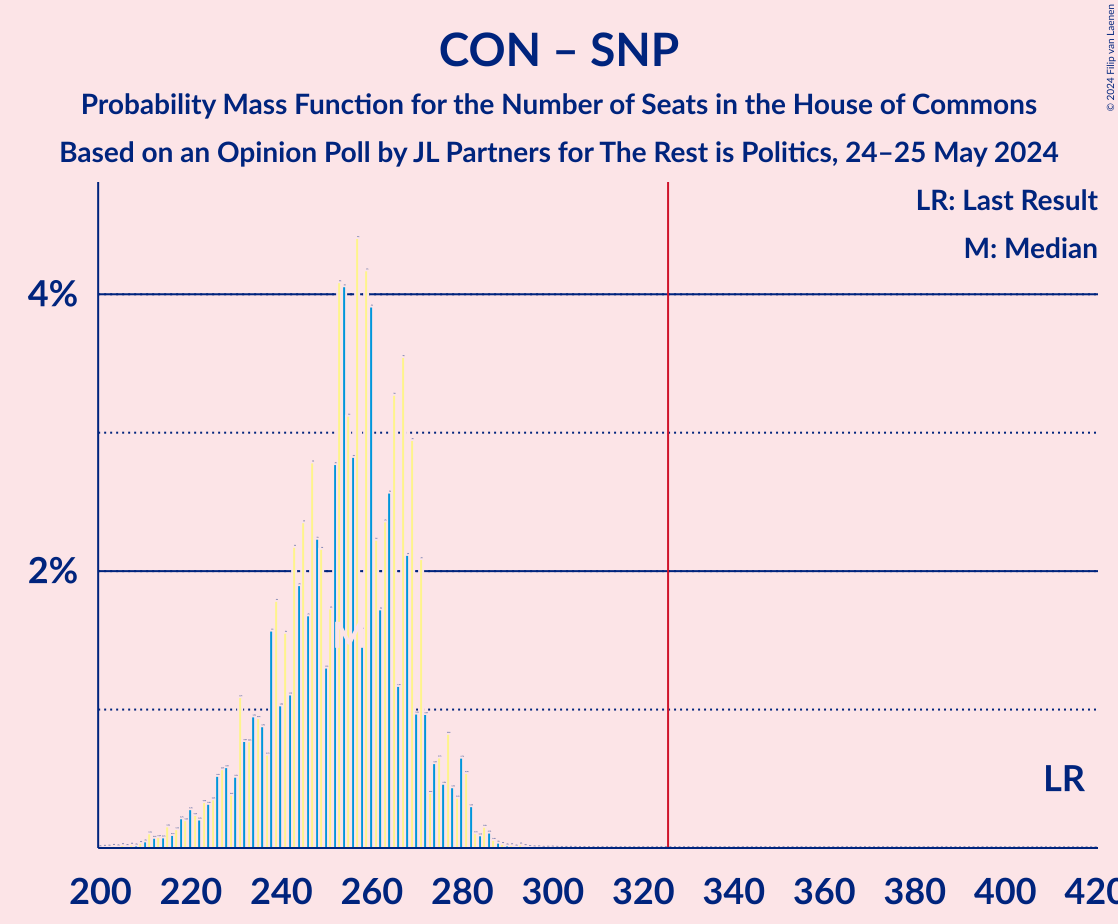 CON – SNP
Probability Mass Function for the Number of Seats in the House of Commons
Based on an Opinion Poll by JL Partners for The Rest is Politics, 24–25 May 2024
© 2024 Filip van Laenen
LR: Last Result
M: Median
4%
2%
M
LR
200 220 240 260 280 300 320 340 360 380 400 420